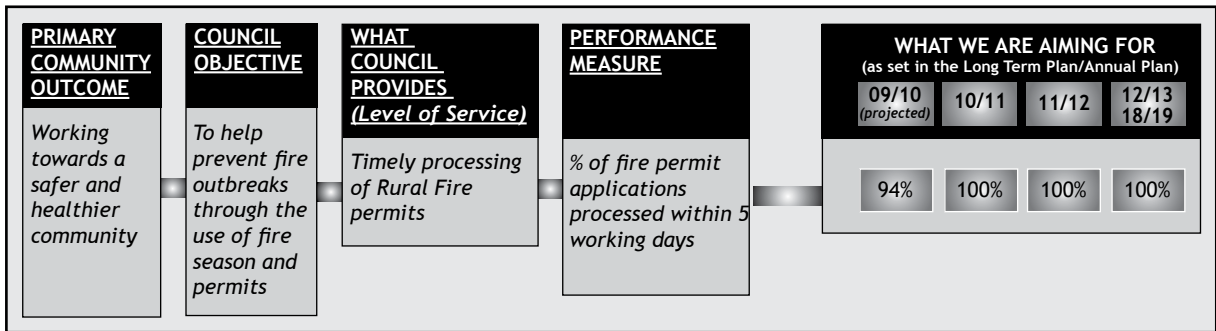 PRIMARY
COMMUNITY
OUTCOME
Working
towards a
safer and
healthier
community
COUNCIL
OBJECTIVE
To help
prevent fire
outbreaks
through the
use of fire
season and
permits
WHAT
COUNCIL
PROVIDES
(Level of Service)
Timely processing
of Rural Fire
permits
PERFORMANCE
MEASURE
% of fire permit
applications
processed within 5
working days
WHAT WE ARE AIMING FOR
(as set in the Long Term Plan/Annual Plan)
09/10
(projected)
10/11
11/12
12/13
18/19
94%
100%
100%
100%